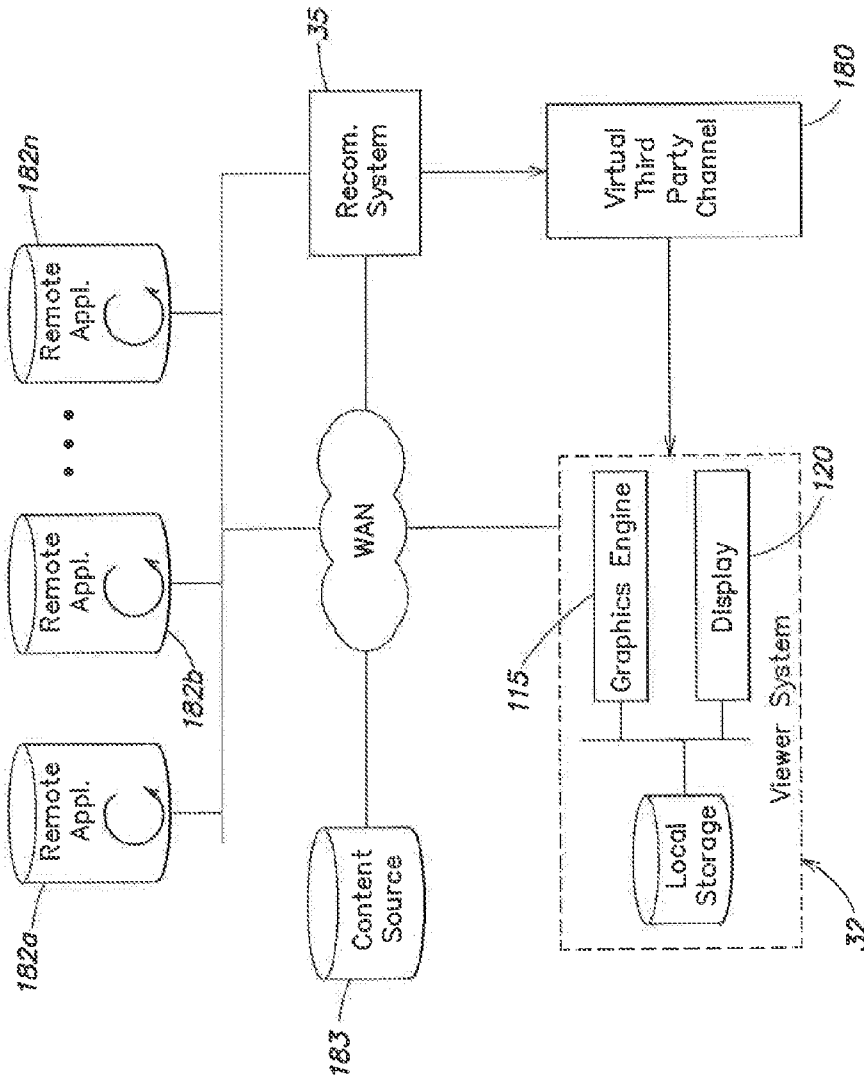 182a
Remote
Appl.
182b
Remote
Appl.
182n
Remote
Appl.
183
Content
Source
WAN
35
Recom.
System
32
Local
Storage
115
Graphics Engine
Display
120
Viewer System
Virtual
Third
Party
Channel
180